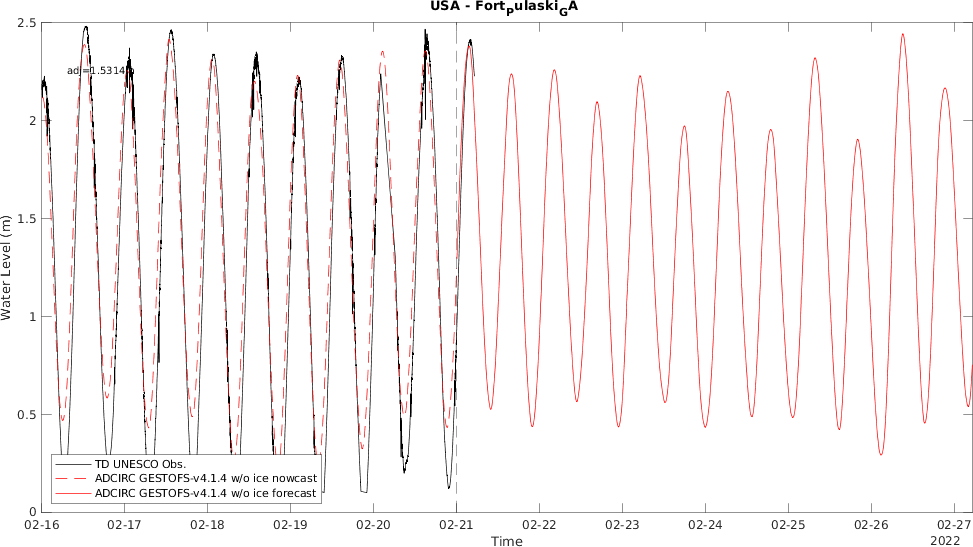 USA - FortPulaskiGA
2.5
adj=1.5314
2
1.5
Water Level (m)
1
0.5
TD UNESCO Obs.
ADCIRC GESTOFS-v4.1.4 w/o ice nowcast
ADCIRC GESTOFS-v4.1.4 w/o ice forecast
0
02-16 02-17 02-18 02-19 02-20 02-21 02-22 02-23 02-24 02-25 02-26 02-27
Time 2022